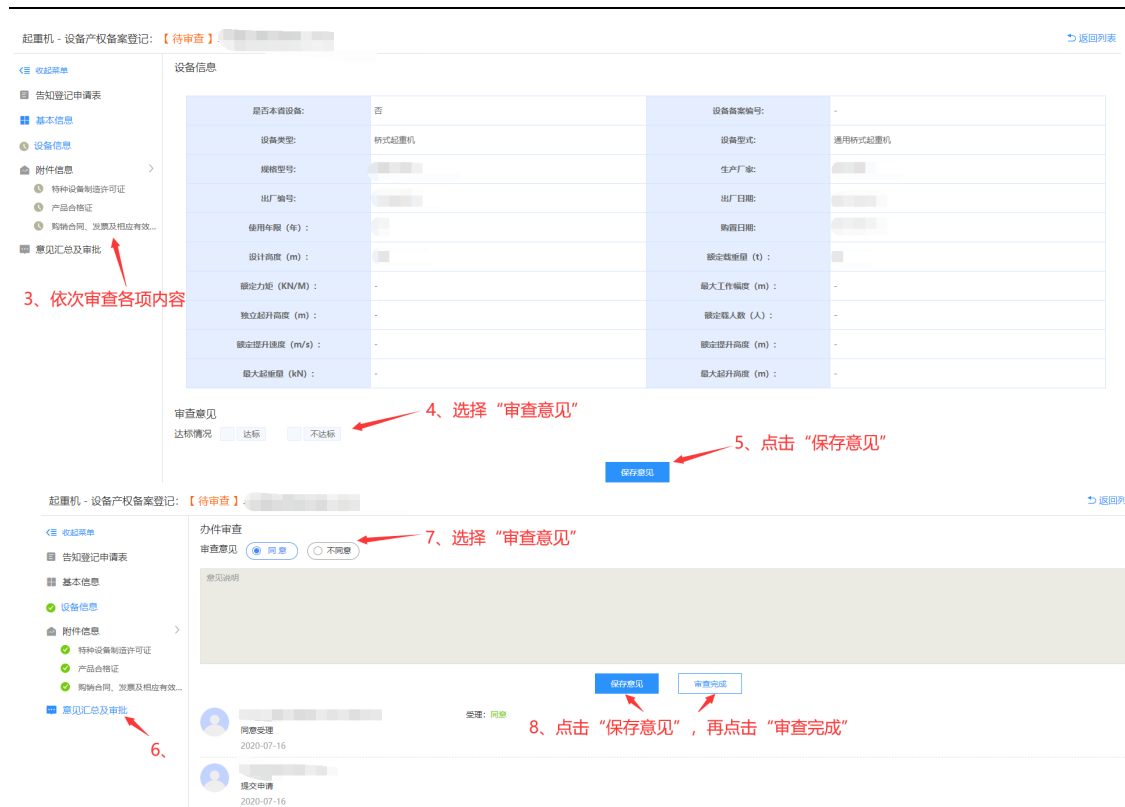 起重机 - 设备产权备案登记：【 待审查 】
返回列表
收起菜单
告知登记申请表
基本信息
设备信息
附件信息
特种设备制造许可证
产品合格证
购销合同、发票及相应有效...
意见汇总及审批
3、依次审查各项内容
设备信息
是否本省设备: 否 设备备案编号: -
设备类型: 桥式起重机 设备型式: 通用桥式起重机
规格型号: 生产厂家:
出厂编号: 出厂日期:
使用年限（年）: 购置日期:
设计高度（m）: 额定载重量（t）:
额定力矩（KN/M）: - 最大工作幅度（m）: -
独立起升高度（m）: - 额定载人数（人）: -
额定提升速度（m/s）: - 额定提升高度（m）: -
最大起重量（kN）: - 最大起升高度（m）: -
审查意见
达标情况 达标 不达标
4、选择“审查意见”
5、点击“保存意见”
保存意见
起重机 - 设备产权备案登记：【 待审查 】
返回列
收起菜单
告知登记申请表
基本信息
设备信息
附件信息
特种设备制造许可证
产品合格证
购销合同、发票及相应有效...
意见汇总及审批
6、
办件审查
审查意见 同意 不同意
7、选择“审查意见”
意见说明
保存意见 审查完成
8、点击“保存意见”，再点击“审查完成”
受理：同意
同意受理
2020-07-16
提交申请
2020-07-16